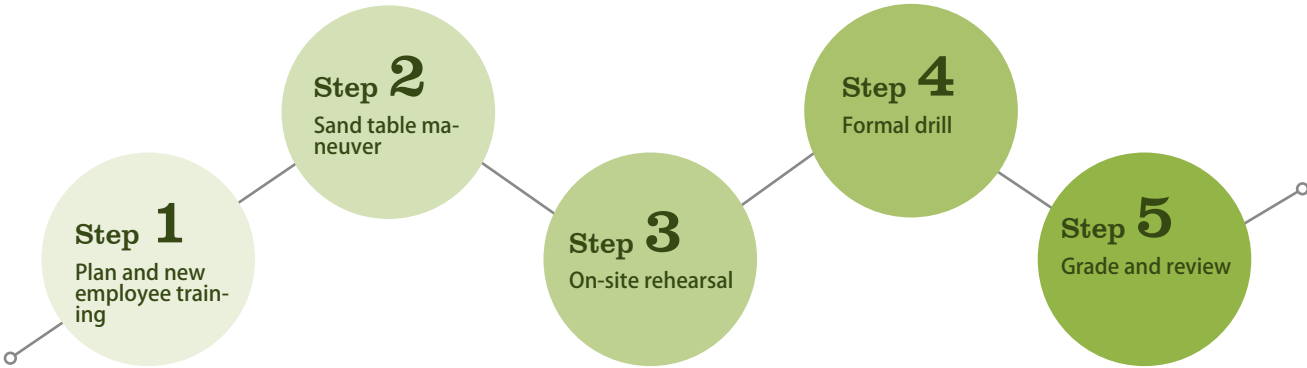 Step 1
Plan and new
employee train-
ing
Step 2
Sand table ma-
neuver
Step 3
On-site rehearsal
Step 4
Formal drill
Step 5
Grade and review